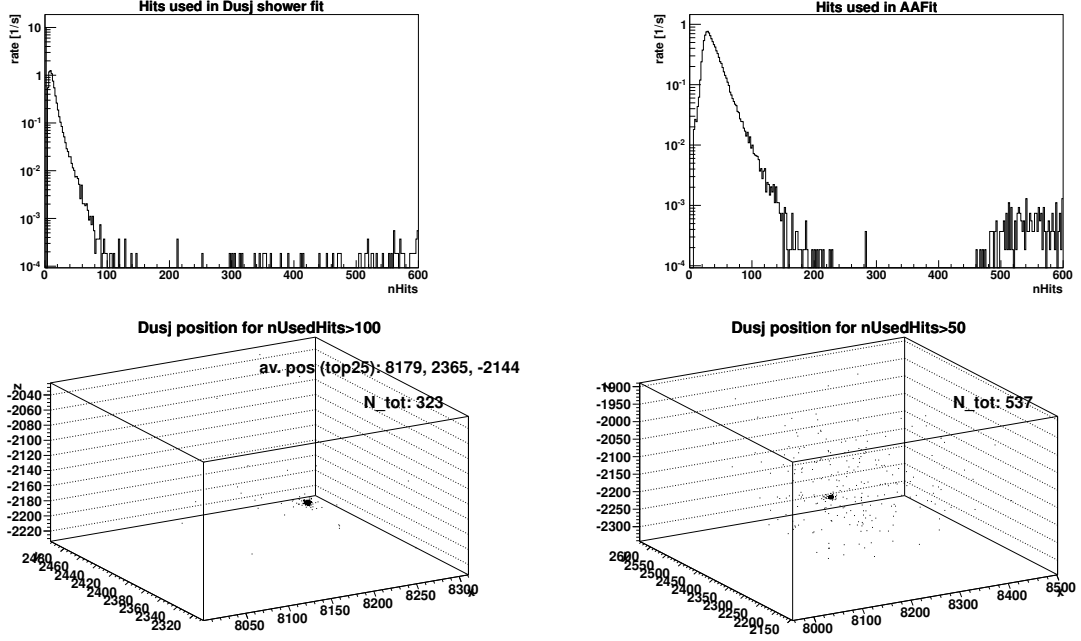 Hits used in Dusj shower fit
rate [1/s]
10
1
10-1
10-2
10-3
10-4
0 100 200 300 400 500 600
nHits
Hits used in AAFit
rate [1/s]
1
10-1
10-2
10-3
10-4
0 100 200 300 400 500 600
nHits
Dusj position for nUsedHits>100
av. pos (top25): 8179, 2365, -2144
N_tot: 323
z
-2040
-2060
-2080
-2100
-2120
-2140
-2160
-2180
-2200
-2220
2460
2440
2420
2400
2380
2360
2340
2320
8050 8100 8150 8200 8250 8300
x
Dusj position for nUsedHits>50
N_tot: 537
-1900
-1950
-2000
-2050
-2100
-2150
-2200
-2250
-2300
2600
2550
2500
2450
2400
2350
2300
2250
2200
2150
8000 8100 8200 8300 8400 8500
x